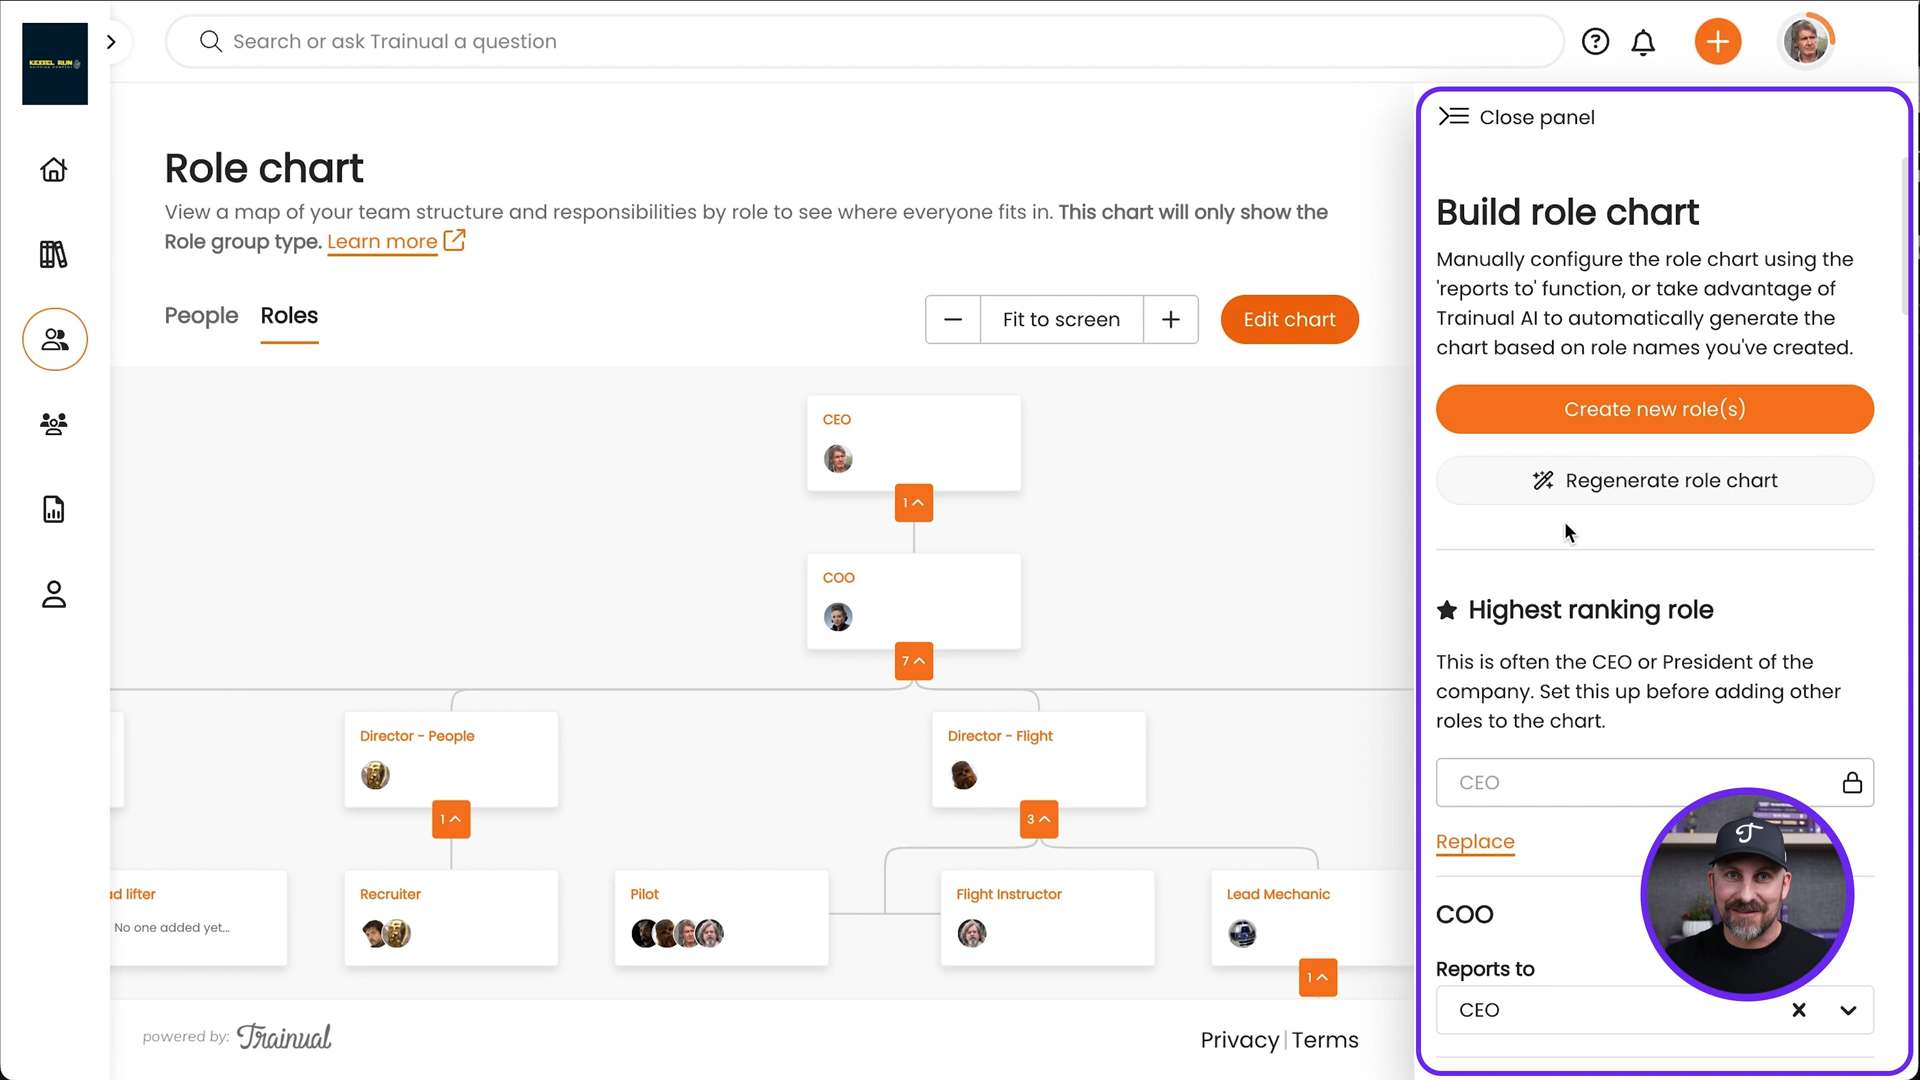 KESSEL RUN
Search or ask Trainual a question
Role chart
View a map of your team structure and responsibilities by role to see where everyone fits in. This chart will only show the
Role group type. Learn more
People Roles
Fit to screen
Edit chart
CEO
1
COO
7
Director - People
1
Director - Flight
3
ad lifter
No one added yet...
Recruiter
Pilot
Flight Instructor
Lead Mechanic
1
powered by: Trainual
Privacy | Terms
Close panel
Build role chart
Manually configure the role chart using the
'reports to' function, or take advantage of
Trainual AI to automatically generate the
chart based on role names you've created.
Create new role(s)
Regenerate role chart
Highest ranking role
This is often the CEO or President of the
company. Set this up before adding other
roles to the chart.
CEO
Replace
COO
Reports to
CEO
T